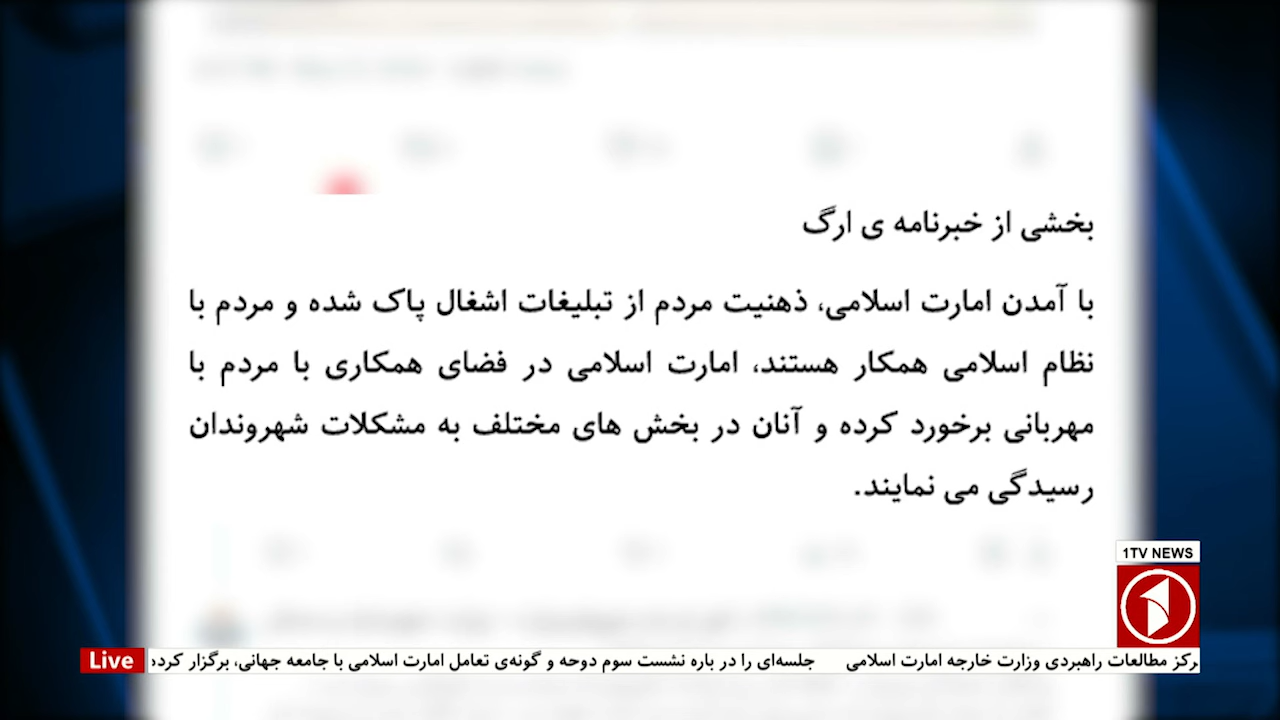 بخشی از خبرنامه ی ارگ
با آمدن امارت اسلامی، ذهنیت مردم از تبلیغات اشغال پاک شده و مردم با
نظام اسلامی همکار هستند، امارت اسلامی در فضای همکاری با مردم با
مهربانی برخورد کرده و آنان در بخش های مختلف به مشکلات شهروندان
رسیدگی می نمایند.
1TV NEWS
Live
رکز مطالعات راهبردی وزارت خارجه امارت اسلامی جلسه‌ای را در باره نشست سوم دوحه و گونه‌ی تعامل امارت اسلامی با جامعه جهانی، برگزار کرده